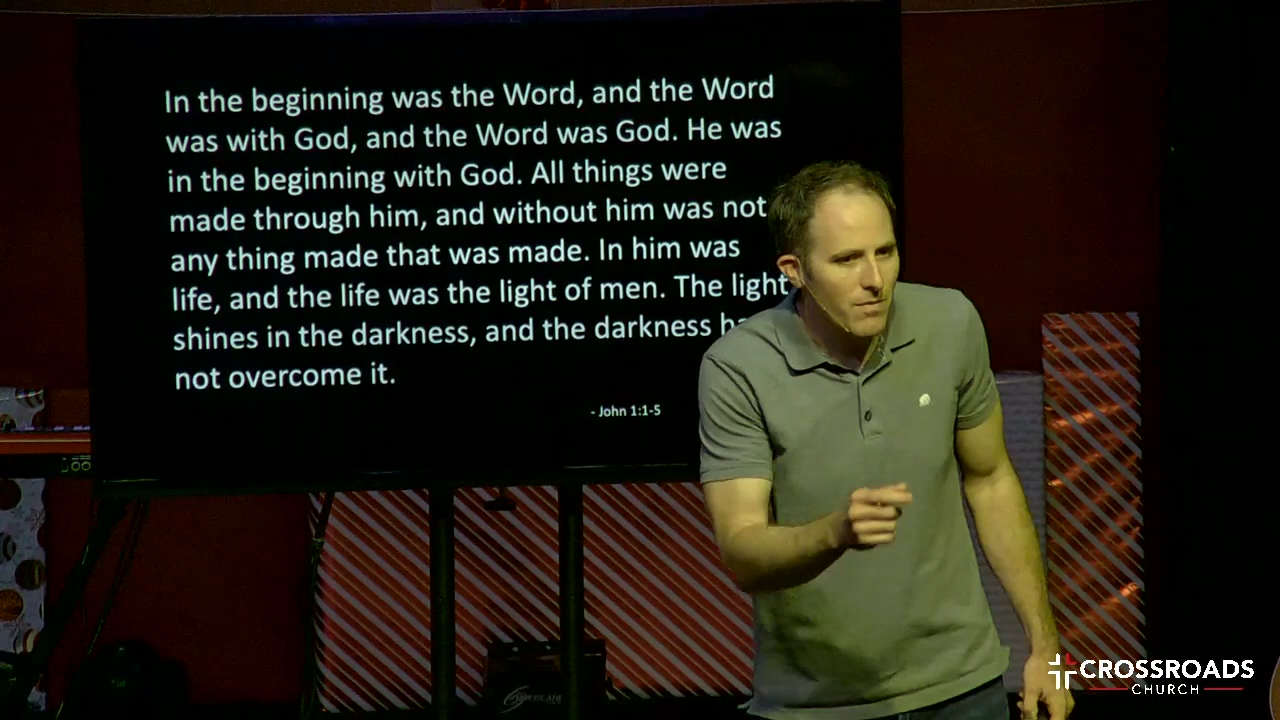 In the beginning was the Word, and the Word
was with God, and the Word was God. He was
in the beginning with God. All things were
made through him, and without him was not
any thing made that was made. In him was
life, and the life was the light of men. The light
shines in the darkness, and the darkness
not overcome it.
- John 1:1-5
CROSSROADS
CHURCH